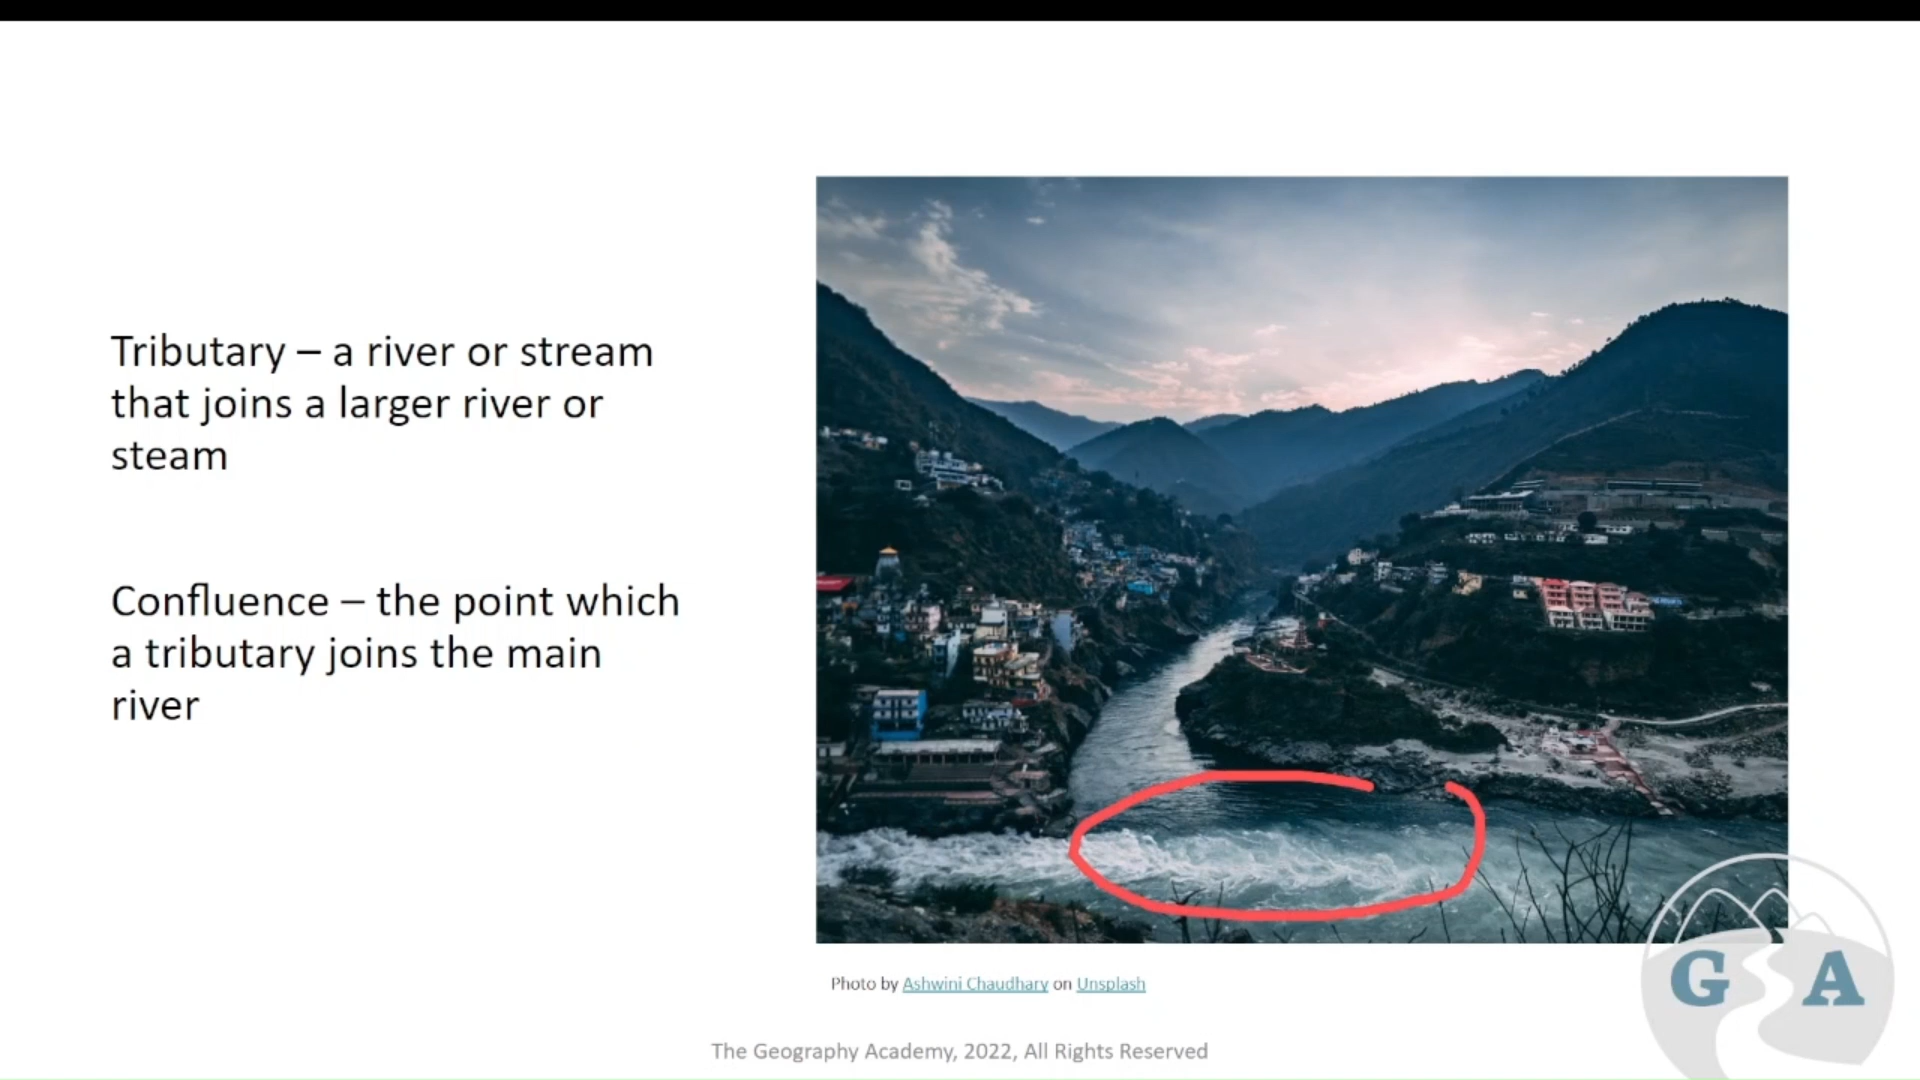 Tributary – a river or stream
that joins a larger river or
steam
Confluence – the point which
a tributary joins the main
river
Photo by Ashwini Chaudhary on Unsplash
G A
The Geography Academy, 2022, All Rights Reserved